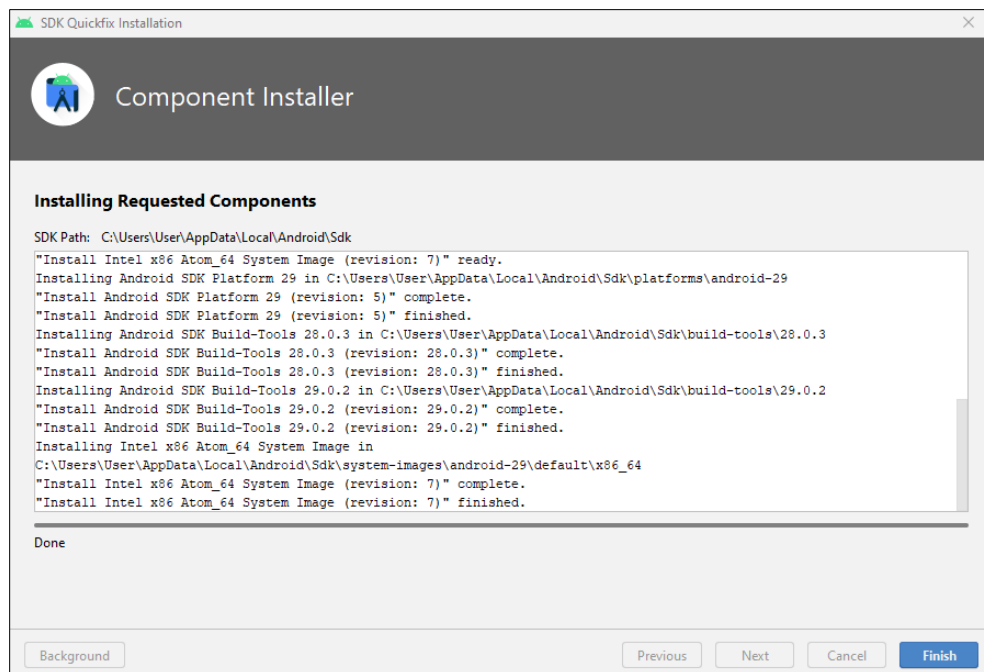 SDK Quickfix Installation
Component Installer
Installing Requested Components
SDK Path: C:\Users\User\AppData\Local\Android\Sdk
"Install Intel x86 Atom_64 System Image (revision: 7)" ready.
Installing Android SDK Platform 29 in C:\Users\User\AppData\Local\Android\Sdk\platforms\android-29
"Install Android SDK Platform 29 (revision: 5)" complete.
"Install Android SDK Platform 29 (revision: 5)" finished.
Installing Android SDK Build-Tools 28.0.3 in C:\Users\User\AppData\Local\Android\Sdk\build-tools\28.0.3
"Install Android SDK Build-Tools 28.0.3 (revision: 28.0.3)" complete.
"Install Android SDK Build-Tools 28.0.3 (revision: 28.0.3)" finished.
Installing Android SDK Build-Tools 29.0.2 in C:\Users\User\AppData\Local\Android\Sdk\build-tools\29.0.2
"Install Android SDK Build-Tools 29.0.2 (revision: 29.0.2)" complete.
"Install Android SDK Build-Tools 29.0.2 (revision: 29.0.2)" finished.
Installing Intel x86 Atom_64 System Image in
C:\Users\User\AppData\Local\Android\Sdk\system-images\android-29\default\x86_64
"Install Intel x86 Atom_64 System Image (revision: 7)" complete.
"Install Intel x86 Atom_64 System Image (revision: 7)" finished.
Done
Background Previous Next Cancel Finish